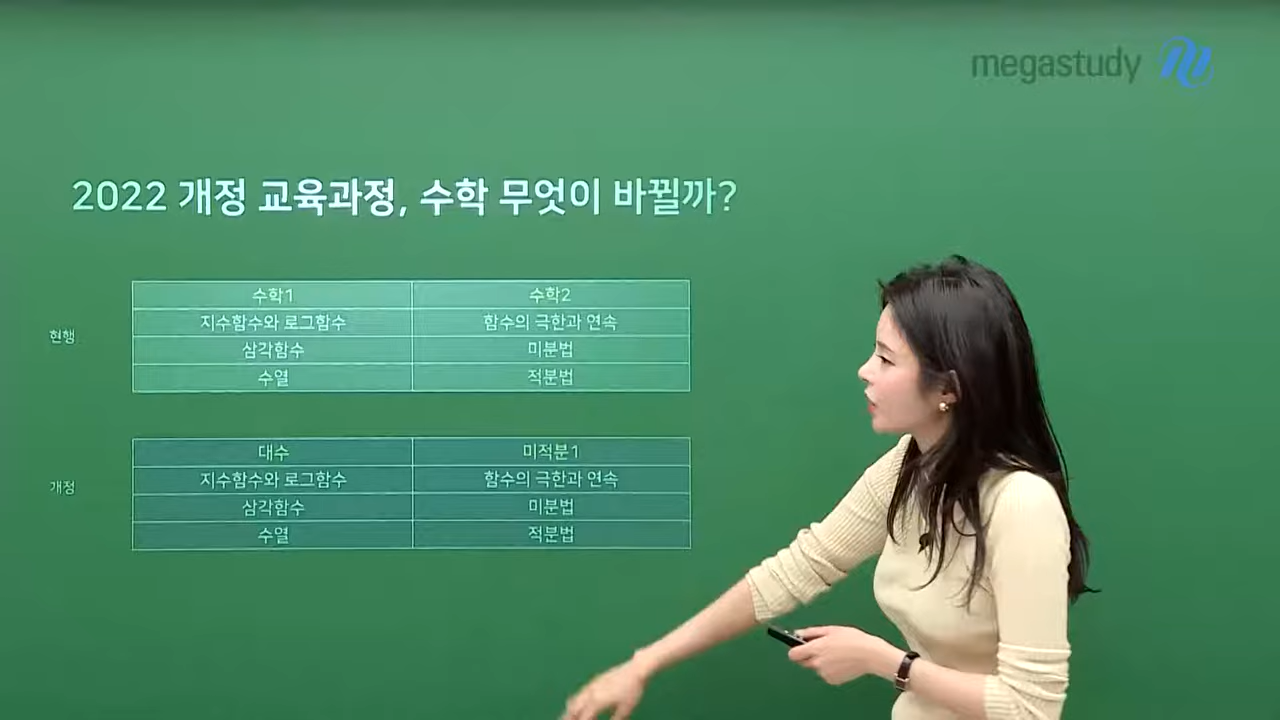 megastudy
2022 개정 교육과정, 수학 무엇이 바뀔까?
현행
수학1 수학2
지수함수와 로그함수 함수의 극한과 연속
삼각함수 미분법
수열 적분법
개정
대수 미적분1
지수함수와 로그함수 함수의 극한과 연속
삼각함수 미분법
수열 적분법